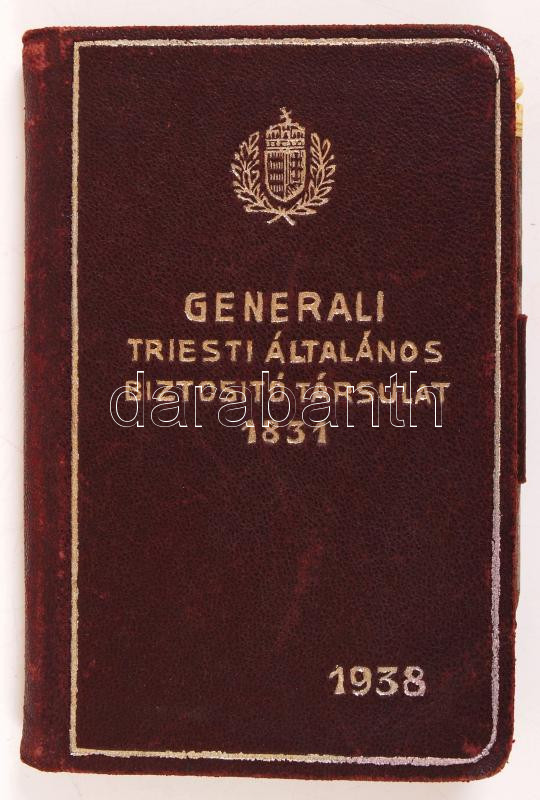 GENERALI
TRIESTI ÁLTALÁNOS
BIZTOSITÓ TÁRSULAT
darabanth
1831
1938